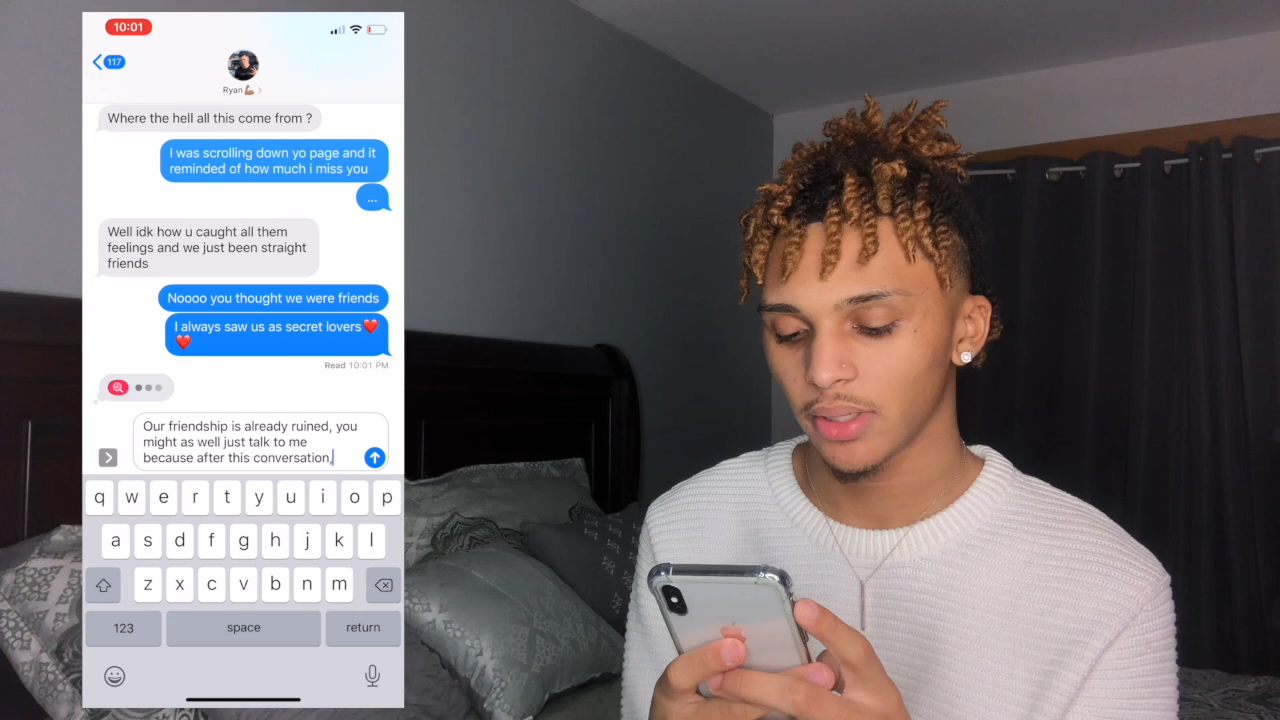 10:01
117
Ryan💪🏽 >
Where the hell all this come from ?
I was scrolling down yo page and it
reminded of how much i miss you
...
Well idk how u caught all them
feelings and we just been straight
friends
Noooo you thought we were friends
I always saw us as secret lovers❤️
❤️
Read 10:01 PM
Our friendship is already ruined, you
might as well just talk to me
because after this conversation,
q w e r t y u i o p
a s d f g h j k l
z x c v b n m
123 space return